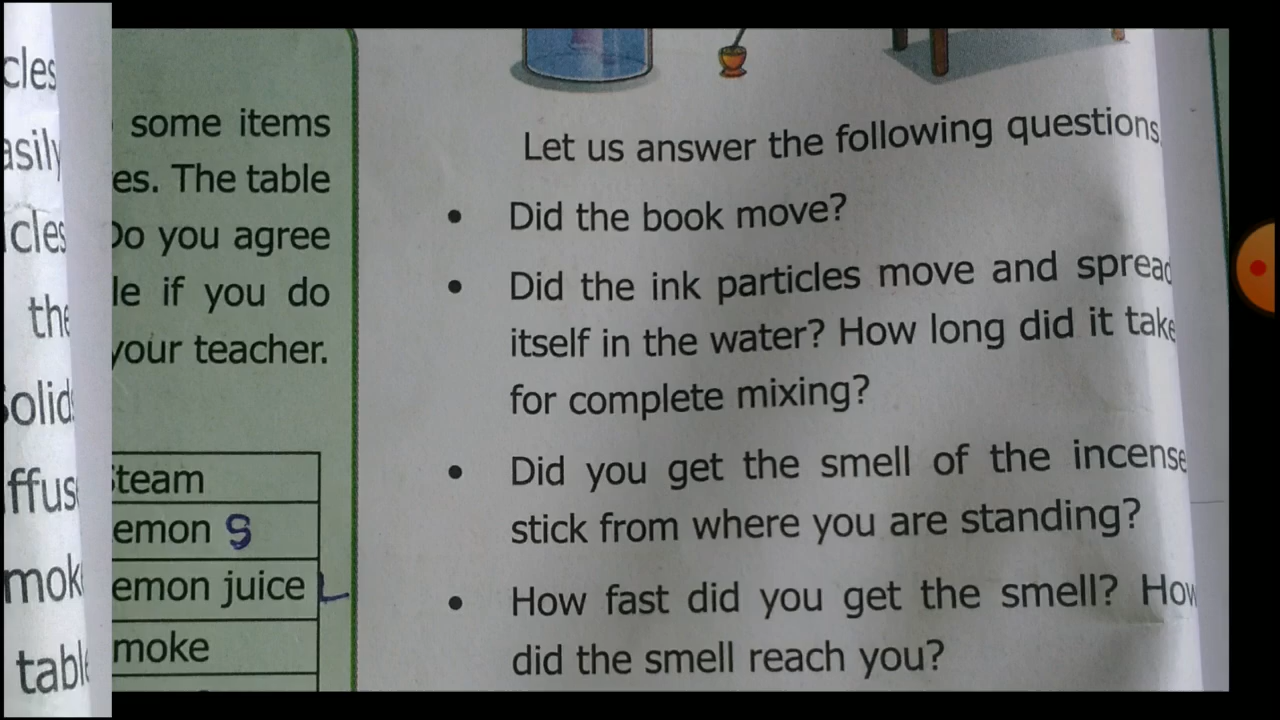 cles
asily
cles
the
Solids
ffus
mok
table
some items
es. The table
Do you agree
le if you do
your teacher.
Steam
emon S
emon juice L
moke
Let us answer the following questions
Did the book move?
Did the ink particles move and spread
itself in the water? How long did it take
for complete mixing?
Did you get the smell of the incense
stick from where you are standing?
How fast did you get the smell? How
did the smell reach you?